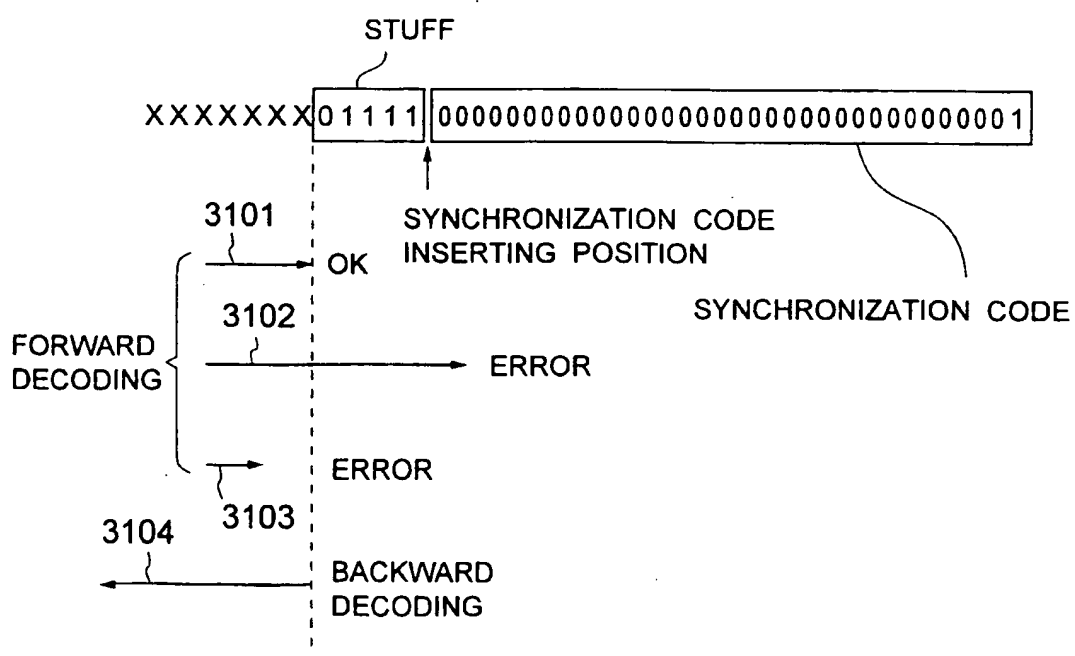 STUFF
XXXXXXX01111 000000000000000000000000000000001
3101
SYNCHRONIZATION CODE
INSERTING POSITION
OK
SYNCHRONIZATION CODE
3102
FORWARD
DECODING
ERROR
ERROR
3103
3104
BACKWARD
DECODING